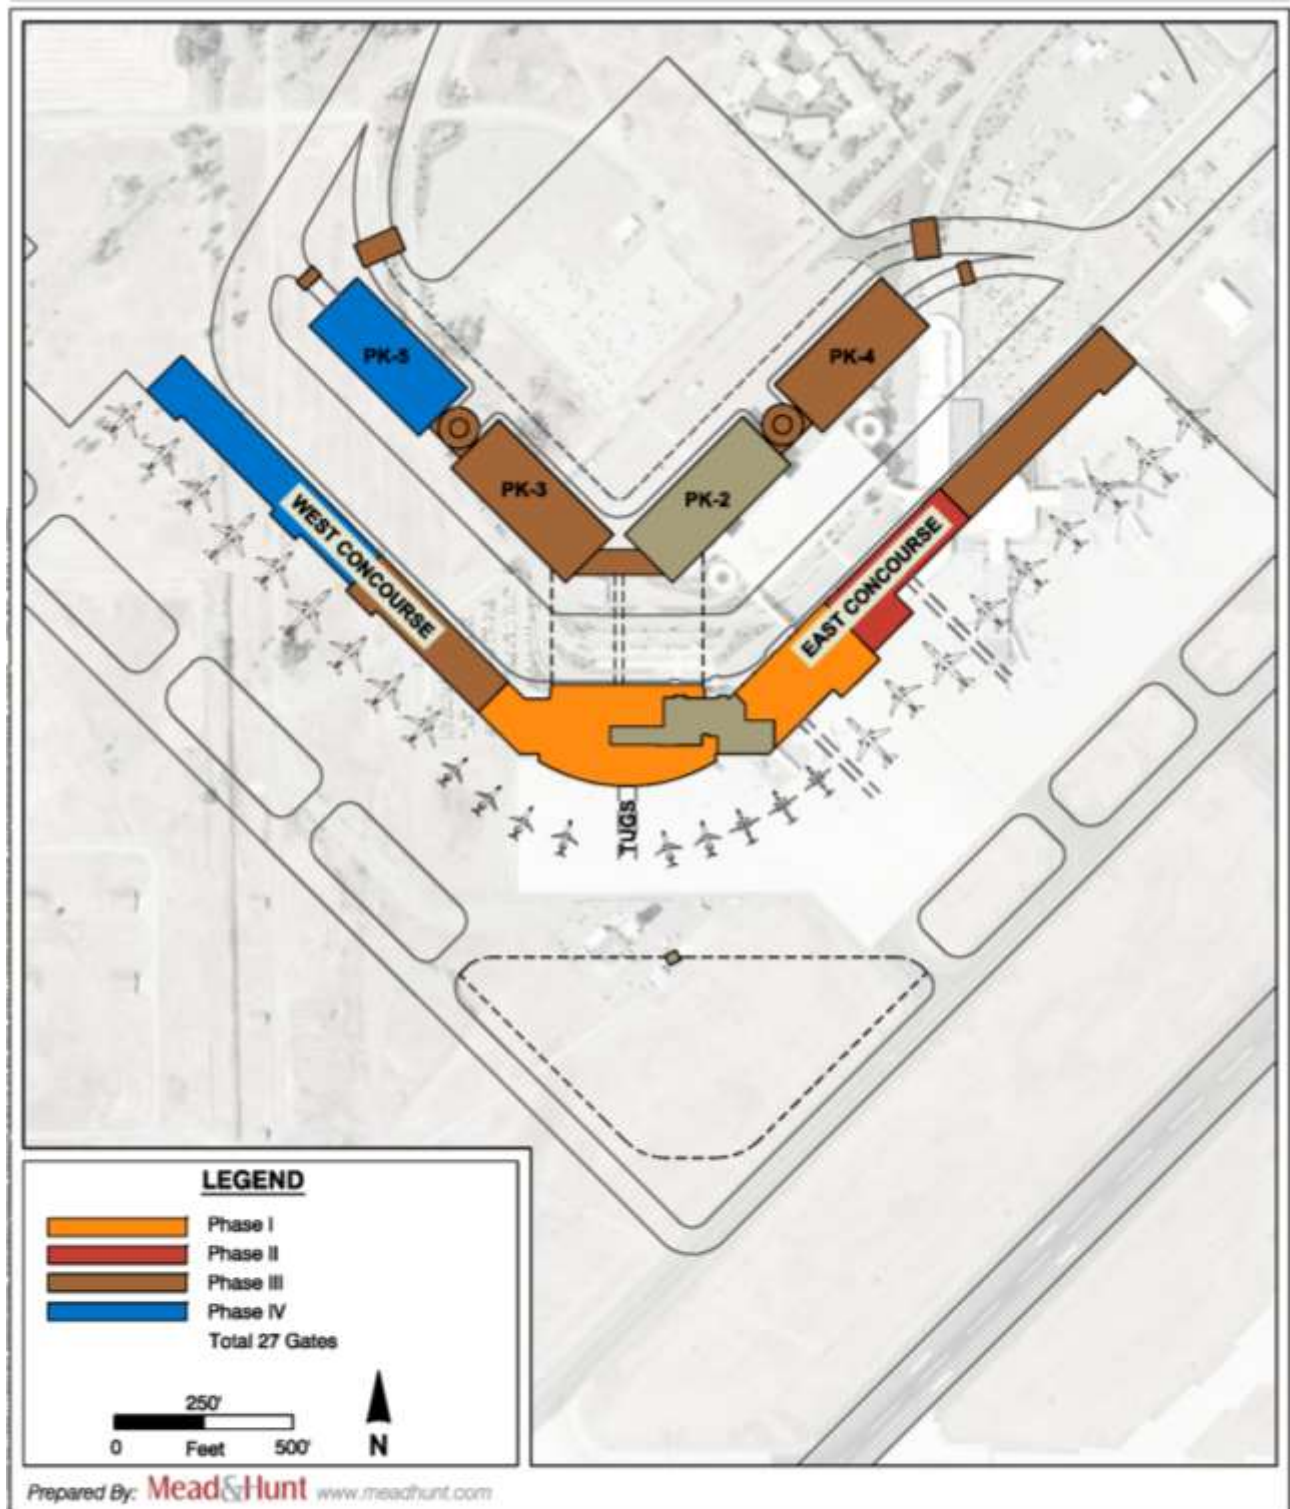 PK-5
PK-4
PK-3
PK-2
WEST CONCOURSE
EAST CONCOURSE
TUGS
LEGEND
Phase I
Phase II
Phase III
Phase IV
Total 27 Gates
250'
0 Feet 500'
N
Prepared By: Mead&Hunt www.meadhunt.com